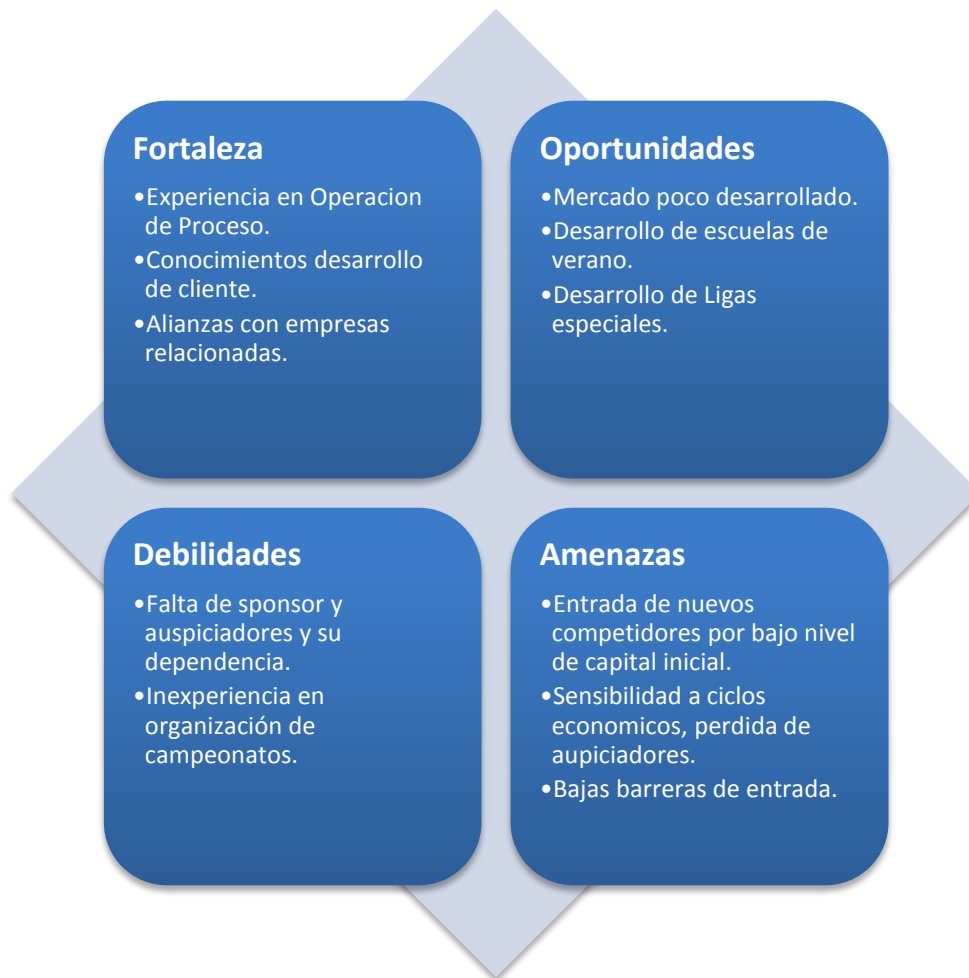 Fortaleza
•Experiencia en Operacion
de Proceso.
•Conocimientos desarrollo
de cliente.
•Alianzas con empresas
relacionadas.
Oportunidades
•Mercado poco desarrollado.
•Desarrollo de escuelas de
verano.
•Desarrollo de Ligas
especiales.
Debilidades
•Falta de sponsor y
auspiciadores y su
dependencia.
•Inexperiencia en
organización de
campeonatos.
Amenazas
•Entrada de nuevos
competidores por bajo nivel
de capital inicial.
•Sensibilidad a ciclos
economicos, perdida de
aupiciadores.
•Bajas barreras de entrada.